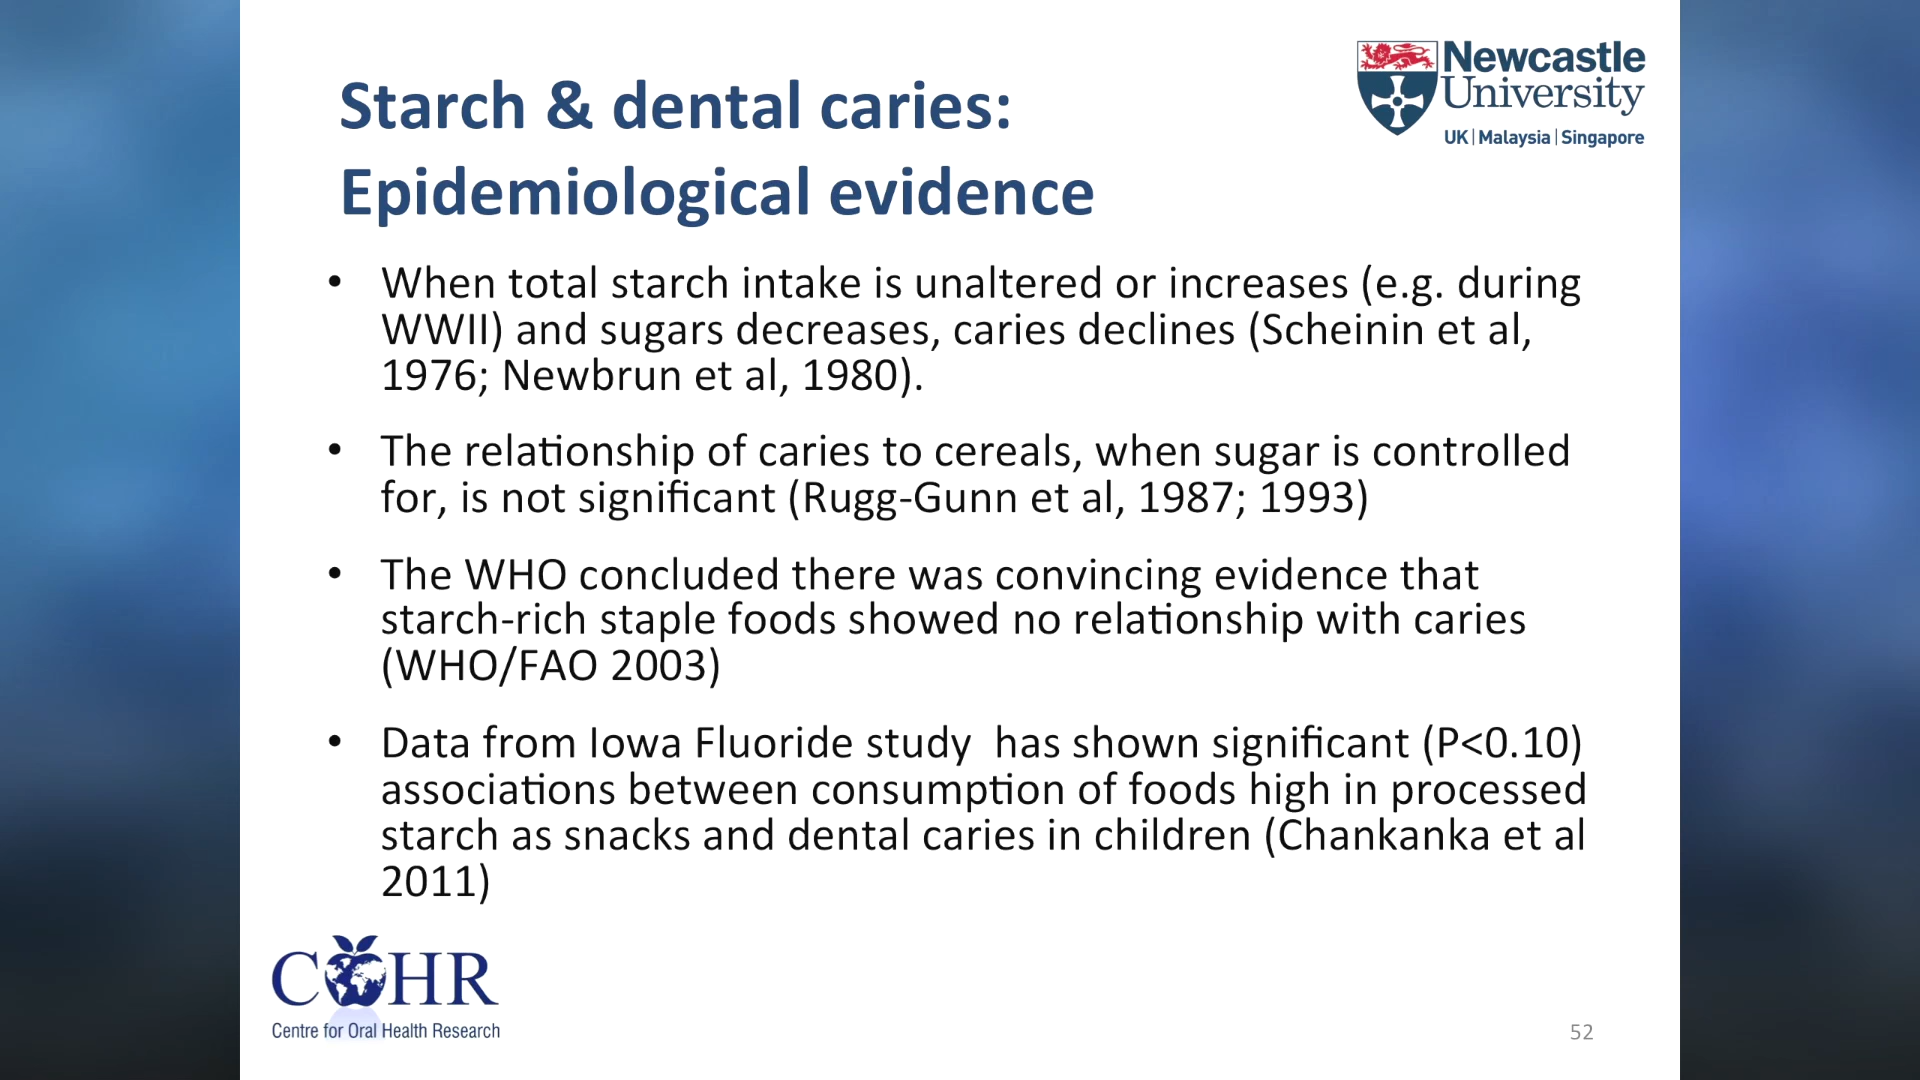 Newcastle
University
UK | Malaysia | Singapore
Starch & dental caries:
Epidemiological evidence
• When total starch intake is unaltered or increases (e.g. during
WWII) and sugars decreases, caries declines (Scheinin et al,
1976; Newbrun et al, 1980).
• The relationship of caries to cereals, when sugar is controlled
for, is not significant (Rugg-Gunn et al, 1987; 1993)
• The WHO concluded there was convincing evidence that
starch-rich staple foods showed no relationship with caries
(WHO/FAO 2003)
• Data from Iowa Fluoride study  has shown significant (P<0.10)
associations between consumption of foods high in processed
starch as snacks and dental caries in children (Chankanka et al
2011)
COHR
Centre for Oral Health Research
52